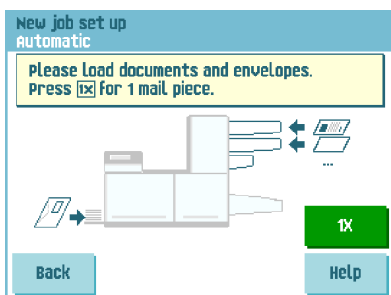 New job set up
Automatic
Please load documents and envelopes.
Press 1X for 1 mail piece.
...
1X
Back
Help